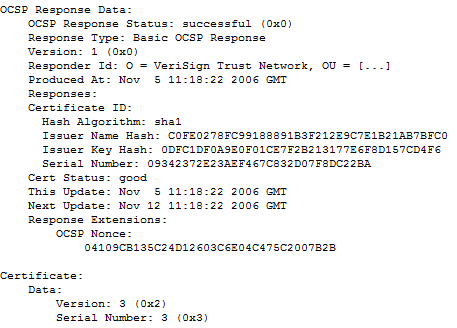 OCSP Response Data:
OCSP Response Status: successful (0x0)
Response Type: Basic OCSP Response
Version: 1 (0x0)
Responder Id: O = VeriSign Trust Network, OU = [...]
Produced At: Nov  5 11:18:22 2006 GMT
Responses:
Certificate ID:
Hash Algorithm: sha1
Issuer Name Hash: C0FE0278FC99188891B3F212E9C7E1B21AB7BFC0
Issuer Key Hash: 0DFC1DF0A9E0F01CE7F2B213177E6F8D157CD4F6
Serial Number: 09342372E23AEF467C832D07F8DC22BA
Cert Status: good
This Update: Nov  5 11:18:22 2006 GMT
Next Update: Nov 12 11:18:22 2006 GMT
Response Extensions:
OCSP Nonce:
04109CB135C24D12603C6E04C475C2007B2B
Certificate:
Data:
Version: 3 (0x2)
Serial Number: 3 (0x3)